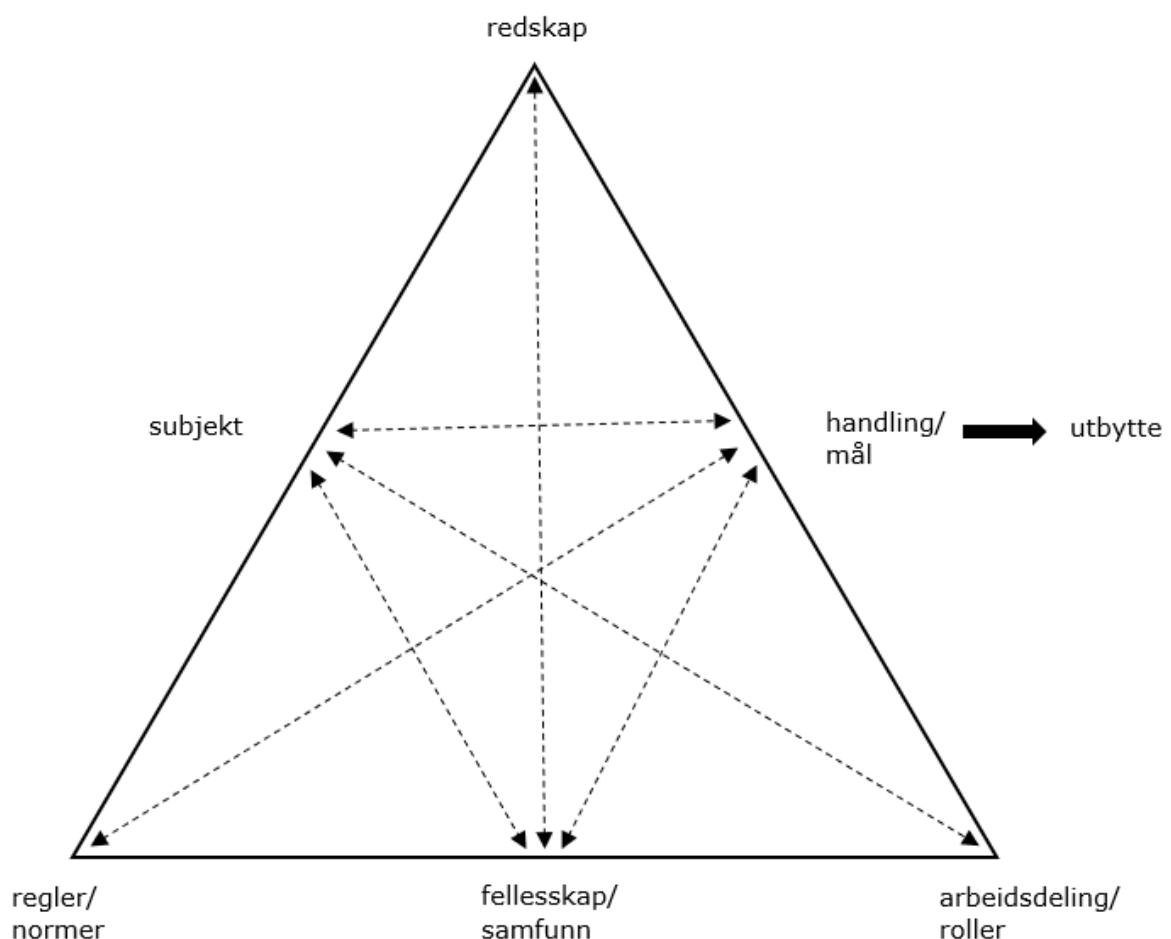 redskap
subjekt
handling/
mål
utbytte
regler/
normer
fellesskap/
samfunn
arbeidsdeling/
roller